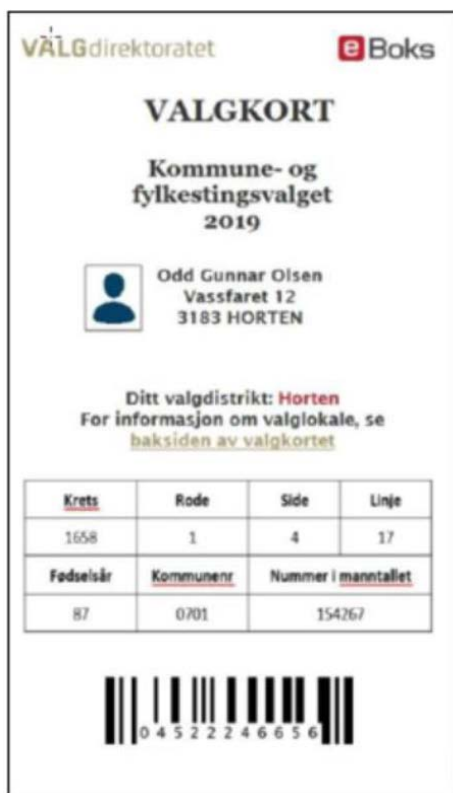 VALGdirektoratet
e Boks
VALGKORT
Kommune- og
fylkestingsvalget
2019
Odd Gunnar Olsen
Vassfaret 12
3183 HORTEN
Ditt valgdistrikt: Horten
For informasjon om valglokale, se
baksiden av valgkortet
Krets Rode Side Linje
1658 1 4 17
Fødselsår Kommunenr Nummer i manntallet
87 0701 154267
045222246656